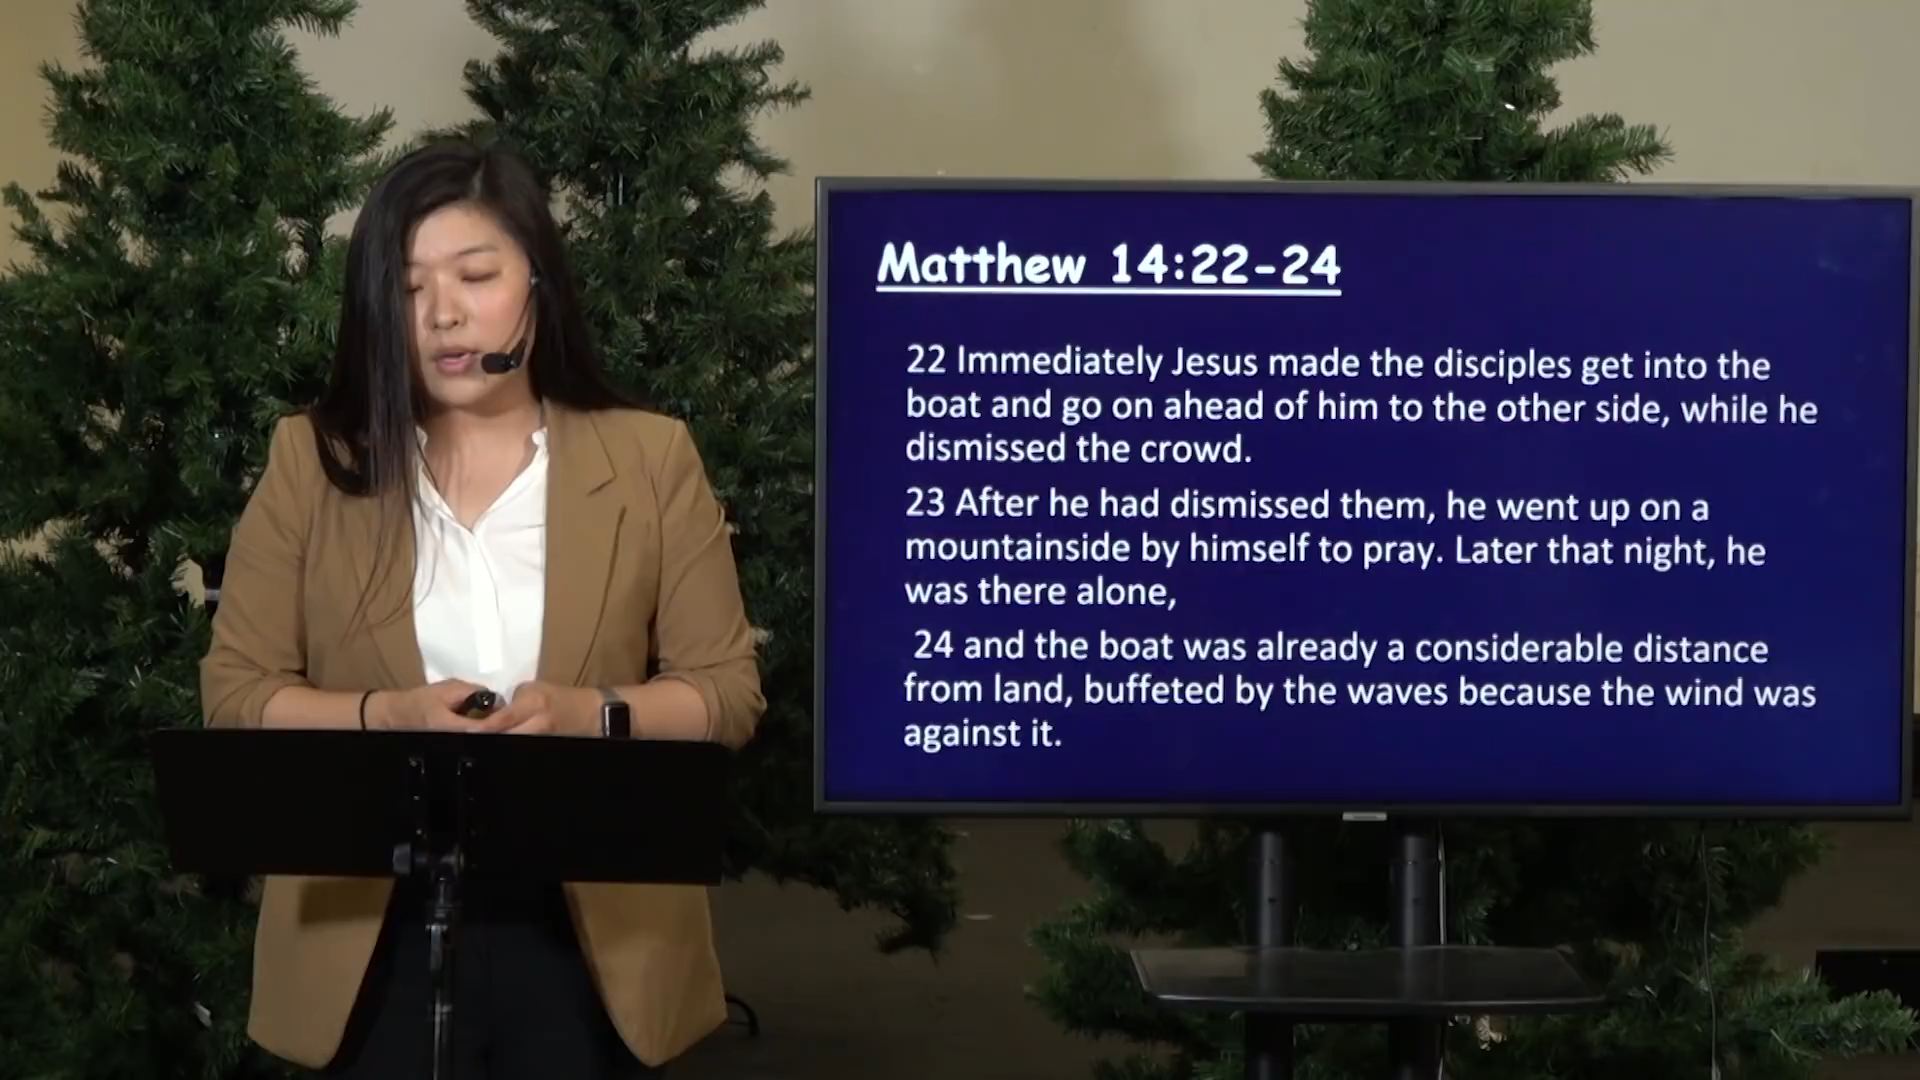 Matthew 14:22-24
22 Immediately Jesus made the disciples get into the
boat and go on ahead of him to the other side, while he
dismissed the crowd.
23 After he had dismissed them, he went up on a
mountainside by himself to pray. Later that night, he
was there alone,
24 and the boat was already a considerable distance
from land, buffeted by the waves because the wind was
against it.